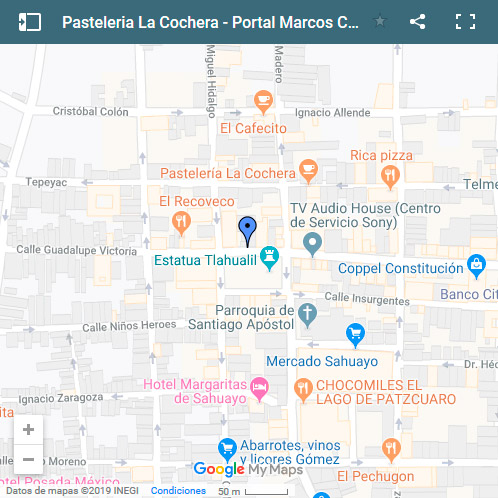 Pasteleria La Cochera - Portal Marcos C...
Miguel Hidalgo
Madero
Cristóbal Colón
Ignacio Allende
El Cafecito
Rica pizza
Pastelería La Cochera
Tepeyac
Telme
El Recoveco
TV Audio House (Centro
de Servicio Sony)
Calle Guadalupe Victoria
Estatua Tlahualil
Coppel Constitución
Calle Insurgentes
Banco Cit
Parroquia de
Santiago Apóstol
Calle Niños Heroes
Mercado Sahuayo
Dr. Héc
Hotel Margaritas
de Sahuayo
CHOCOMILES EL
LAGO DE PATZCUARO
Ignacio Zaragoza
ita
+
Abarrotes, vinos
y licores Gómez
−
Moreno
El Pechugon
Google My Maps
Hotel Posada México
Datos de mapas ©2019 INEGI
Condiciones
50 m